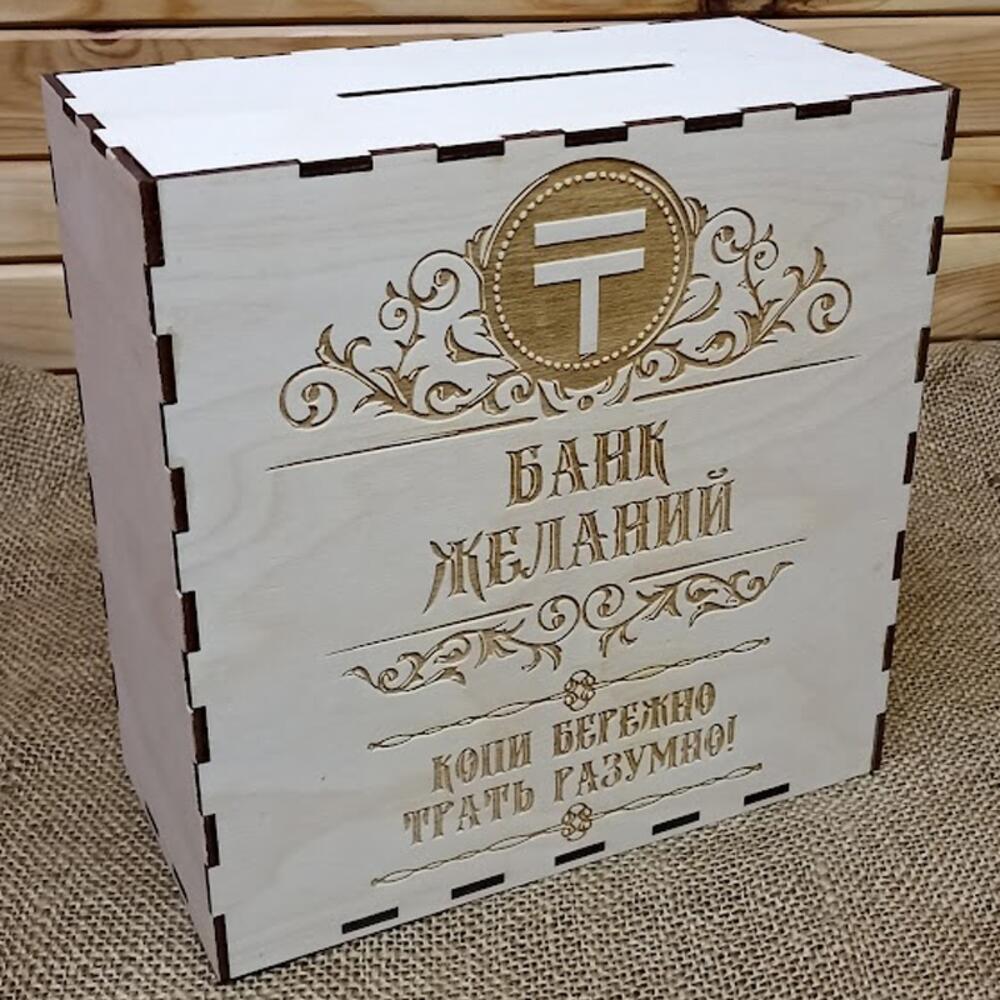 ₸
БАНК
ЖЕЛАНИЙ
КОПИ БЕРЕЖНО
ТРАТЬ РАЗУМНО!